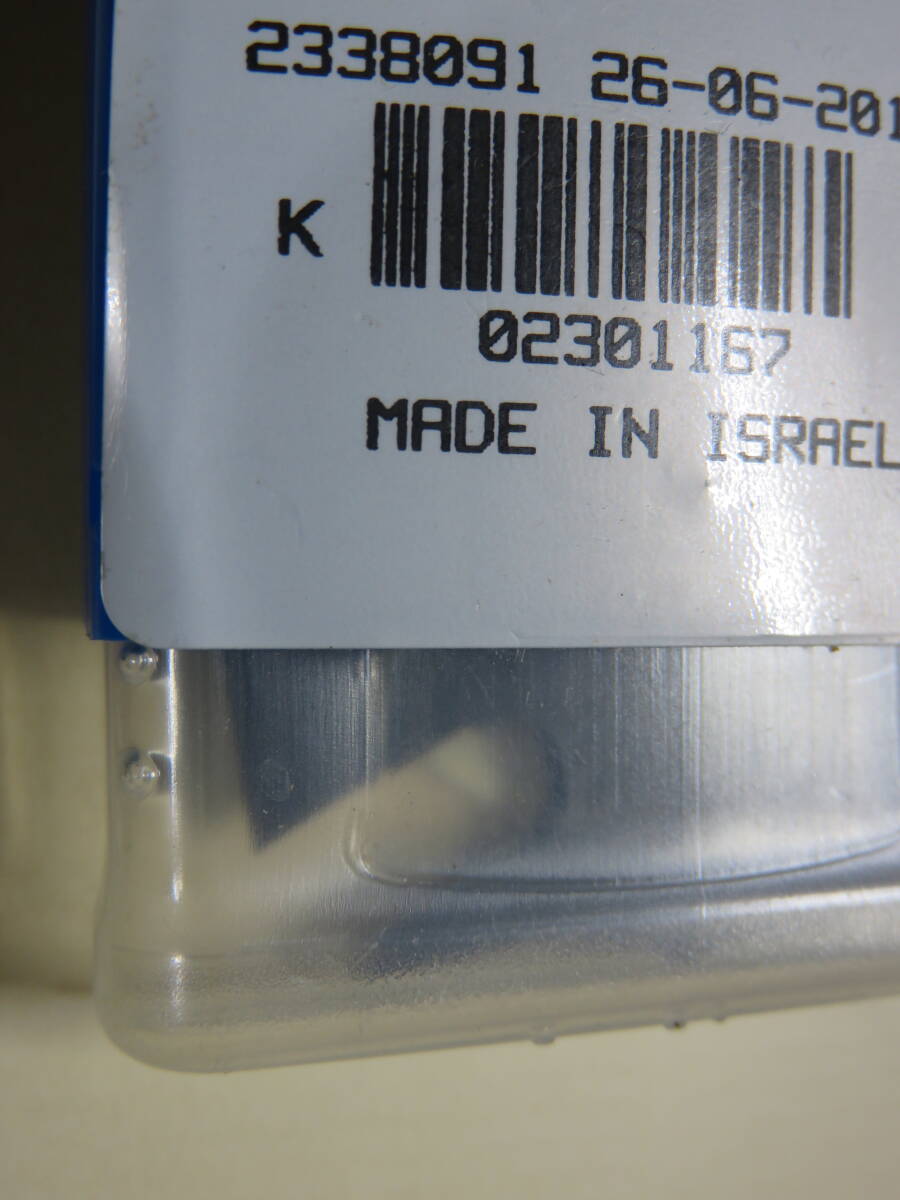 2338091 26-06-201
K
02301167
MADE IN ISRAEL